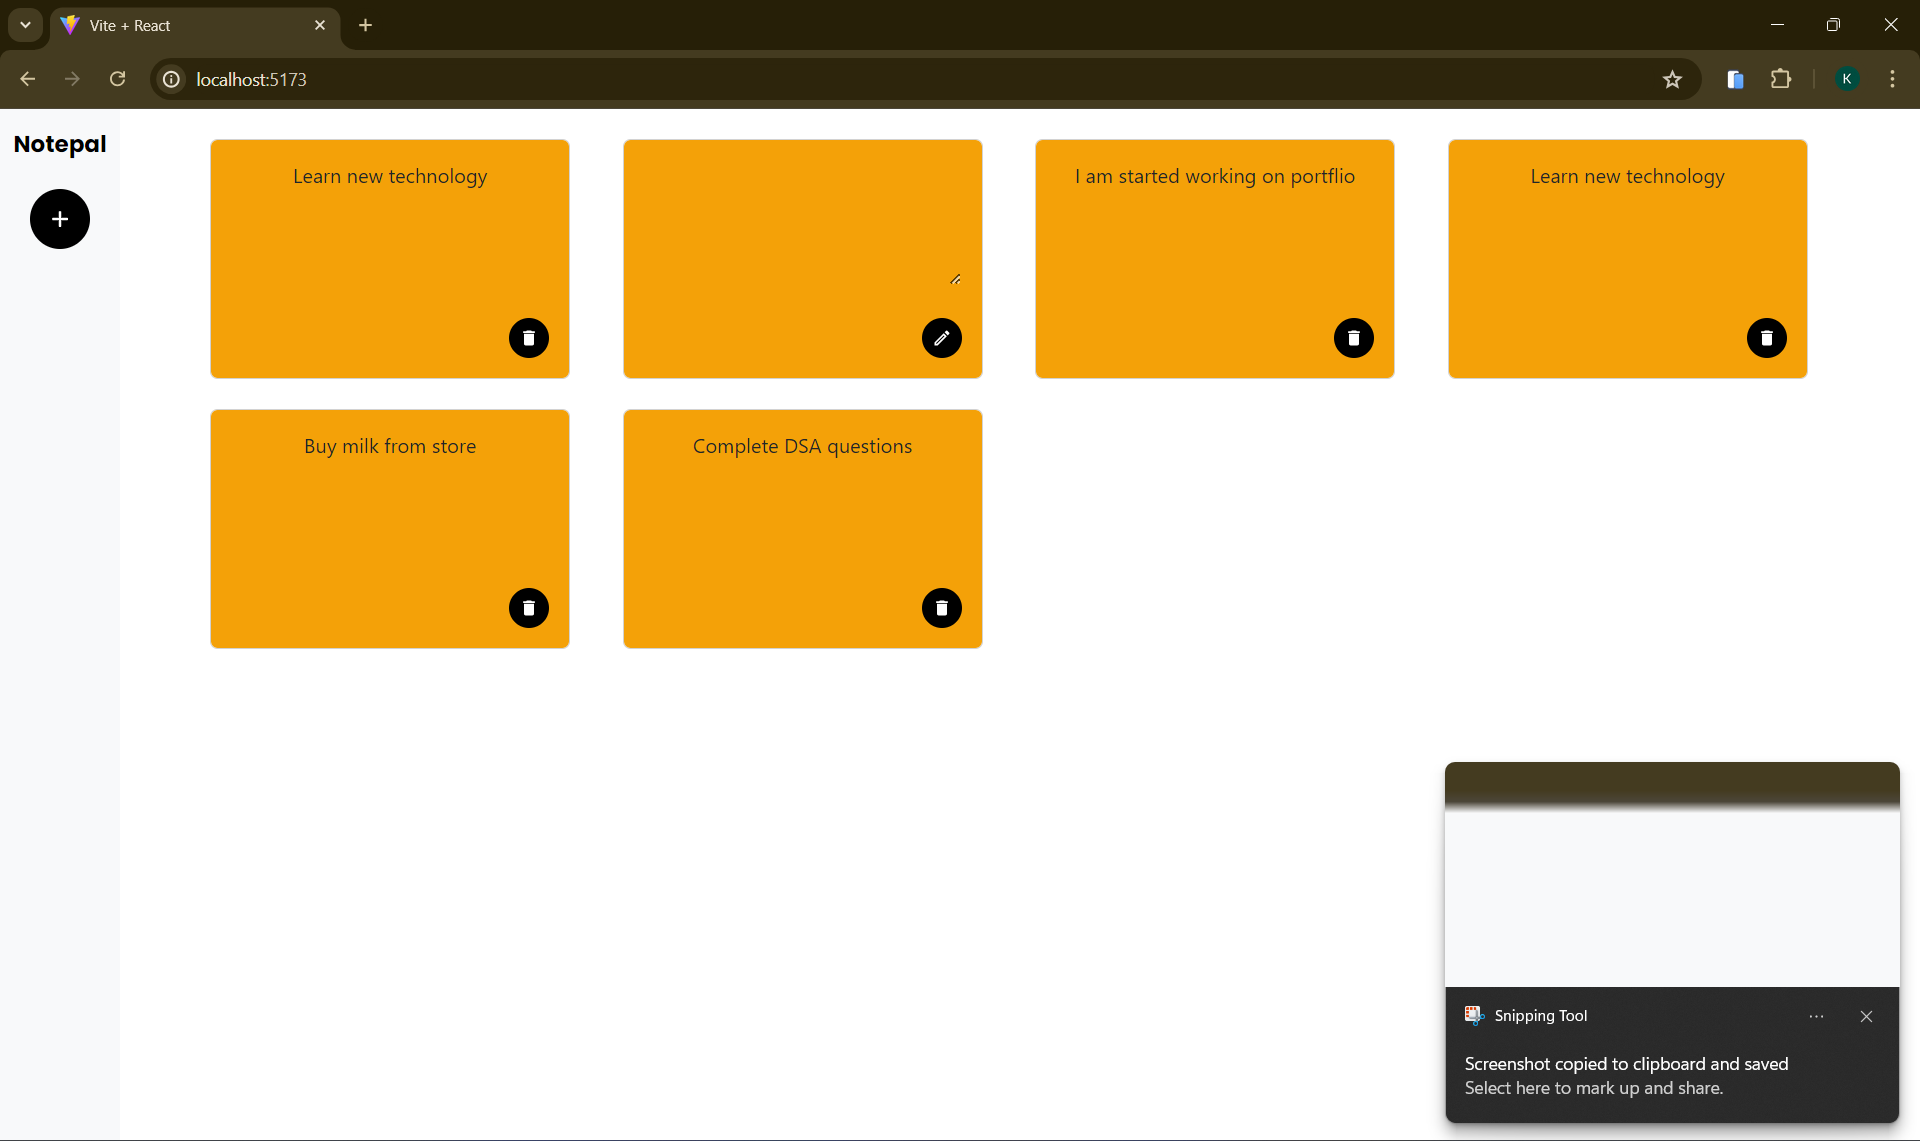 Vite + React
localhost:5173
K
Notepal
+
Learn new technology
I am started working on portflio
Learn new technology
Buy milk from store
Complete DSA questions
Snipping Tool
Screenshot copied to clipboard and saved
Select here to mark up and share.